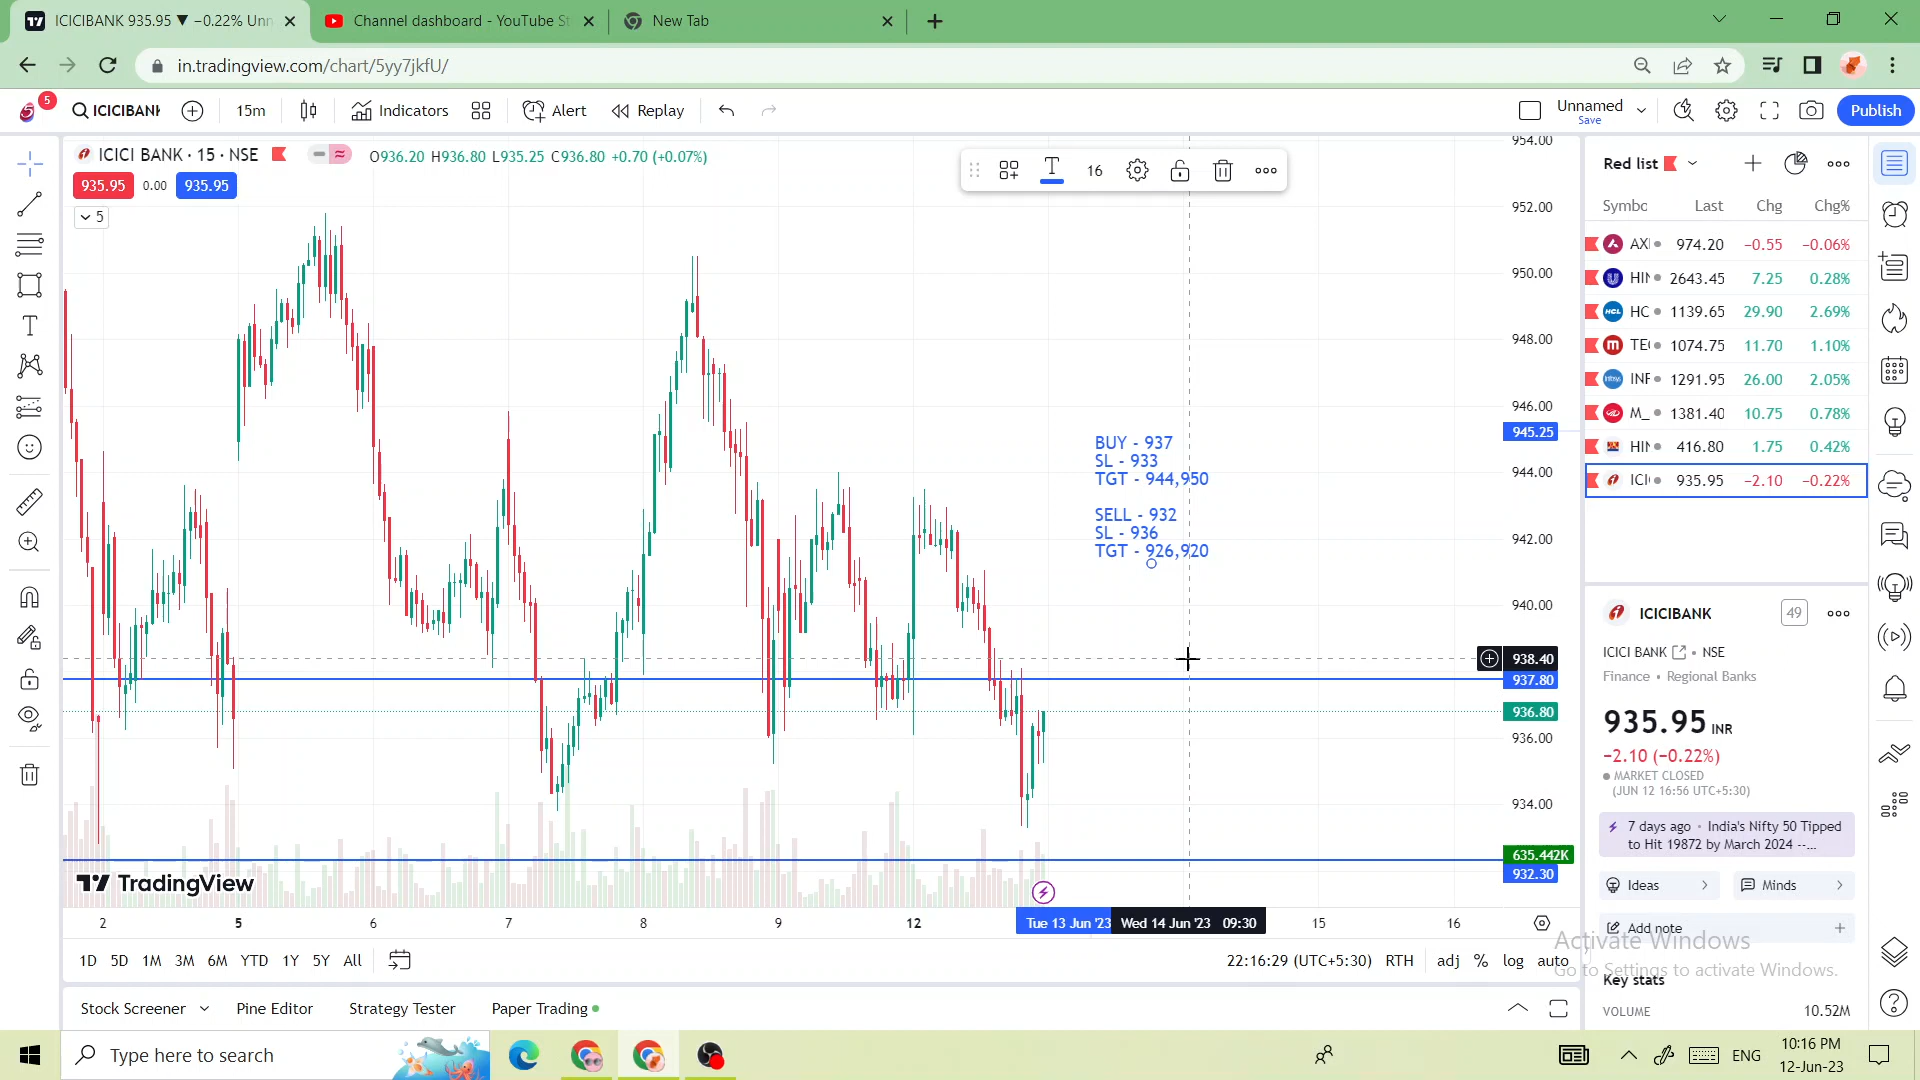 ICICIBANK 935.95 ▼ −0.22% Unn
Channel dashboard - YouTube St
New Tab
in.tradingview.com/chart/5yy7jkfU/
5
ICICIBANK
15m
Indicators
Alert
Replay
Unnamed
Save
Publish
ICICI BANK · 15 · NSE
O936.20 H936.80 L935.25 C936.80 +0.70 (+0.07%)
935.95
0.00
935.95
5
16
BUY - 937
SL - 933
TGT - 944,950
SELL - 932
SL - 936
TGT - 926,920
954.00
952.00
950.00
948.00
946.00
945.25
944.00
942.00
940.00
938.40
937.80
936.80
936.00
934.00
635.442K
932.30
TradingView
2 5 6 7 8 9 12
Tue 13 Jun '23
Wed 14 Jun '23 09:30
15 16
1D 5D 1M 3M 6M YTD 1Y 5Y All
22:16:29 (UTC+5:30) RTH adj % log auto
Stock Screener
Pine Editor
Strategy Tester
Paper Trading
Red list
Symbo Last Chg Chg%
AXI 974.20 −0.55 −0.06%
HIN 2643.45 7.25 0.28%
HC 1139.65 29.90 2.69%
TE 1074.75 11.70 1.10%
INF 1291.95 26.00 2.05%
M_ 1381.40 10.75 0.78%
HIN 416.80 1.75 0.42%
ICI 935.95 −2.10 −0.22%
ICICIBANK
49
ICICI BANK • NSE
Finance • Regional Banks
935.95 INR
−2.10 (−0.22%)
MARKET CLOSED
(JUN 12 16:56 UTC+5:30)
7 days ago • India's Nifty 50 Tipped
to Hit 19872 by March 2024 --...
Ideas
Minds
Add note
Activate Windows
Go to Settings to activate Windows.
Key stats
VOLUME 10.52M
Type here to search
ENG
10:16 PM
12-Jun-23